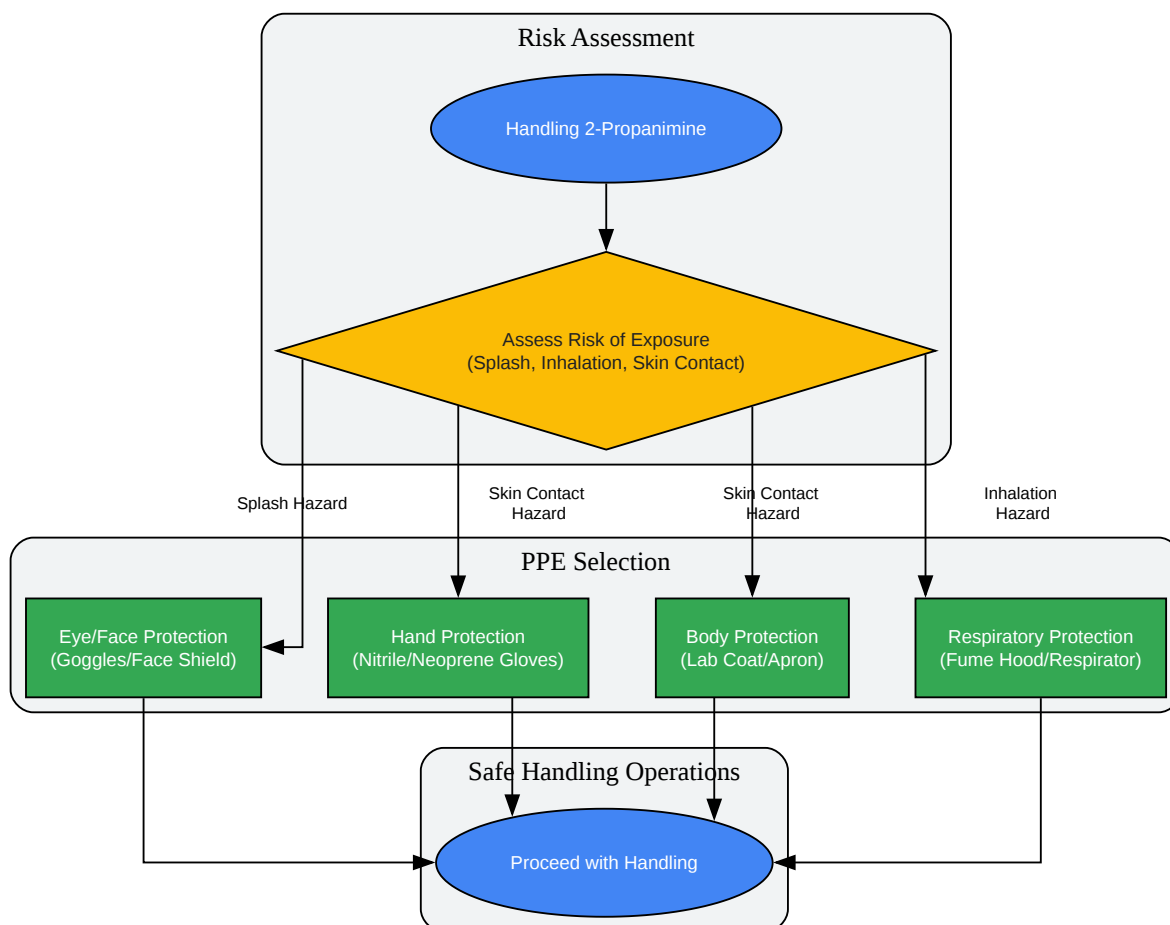 Risk Assessment
Handling 2-Propanimine
Assess Risk of Exposure
(Splash, Inhalation, Skin Contact)
Splash Hazard
Skin Contact
Hazard
Skin Contact
Hazard
Inhalation
Hazard
PPE Selection
Eye/Face Protection
(Goggles/Face Shield)
Hand Protection
(Nitrile/Neoprene Gloves)
Body Protection
(Lab Coat/Apron)
Respiratory Protection
(Fume Hood/Respirator)
Safe Handling Operations
Proceed with Handling